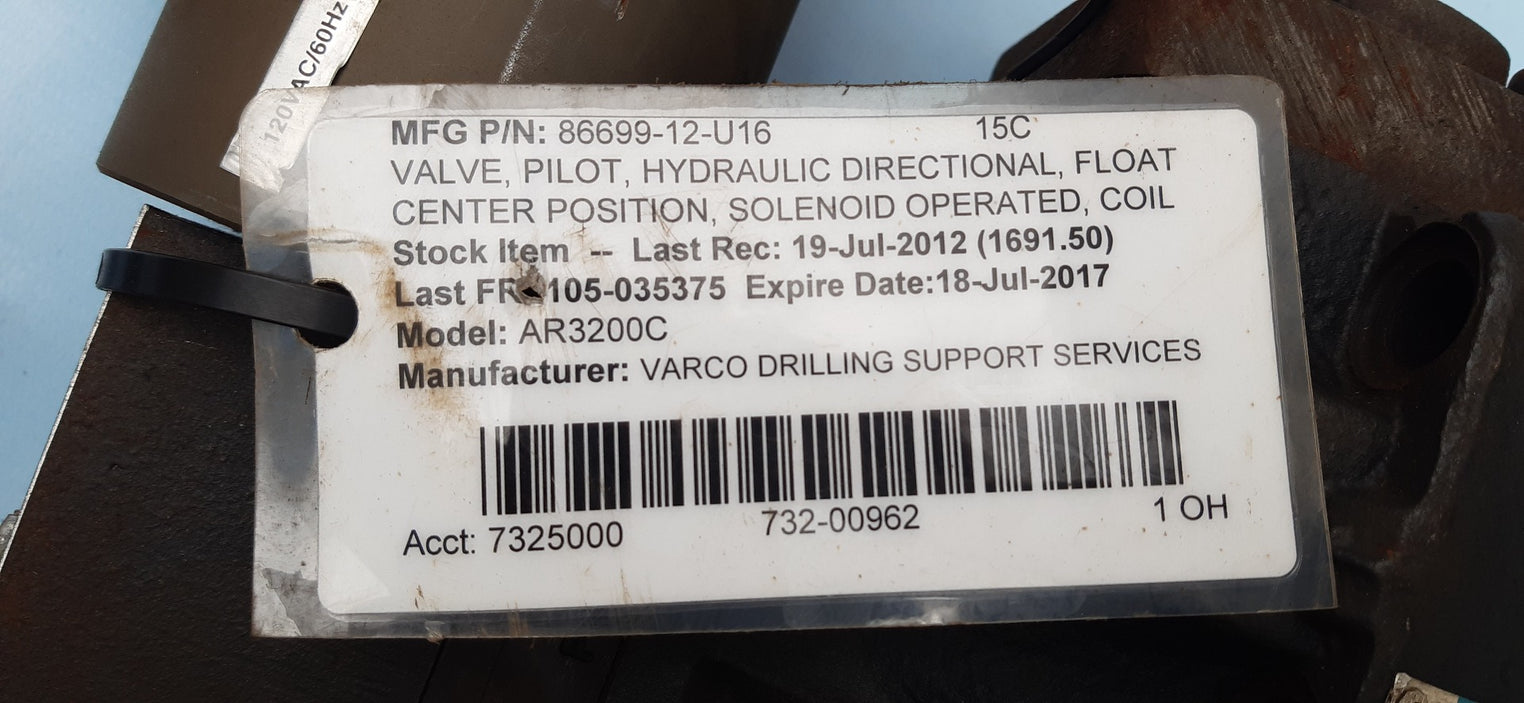 120VAC/60Hz
MFG P/N: 86699-12-U16 15C
VALVE, PILOT, HYDRAULIC DIRECTIONAL, FLOAT
CENTER POSITION, SOLENOID OPERATED, COIL
Stock Item -- Last Rec: 19-Jul-2012 (1691.50)
Last 105-035375 Expire Date:18-Jul-2017
Model: AR3200C
Manufacturer: VARCO DRILLING SUPPORT SERVICES
Acct: 7325000 732-00962 1 OH